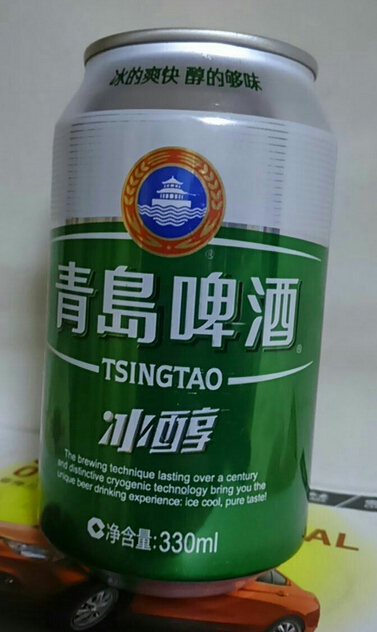 冰的爽快 醇的够味
青島啤酒®
TSINGTAO
冰醇
The brewing technique lasting over a century
and distinctive cryogenic technology bring you the
unique beer drinking experience: ice cool, pure taste!
净含量:330ml
AL